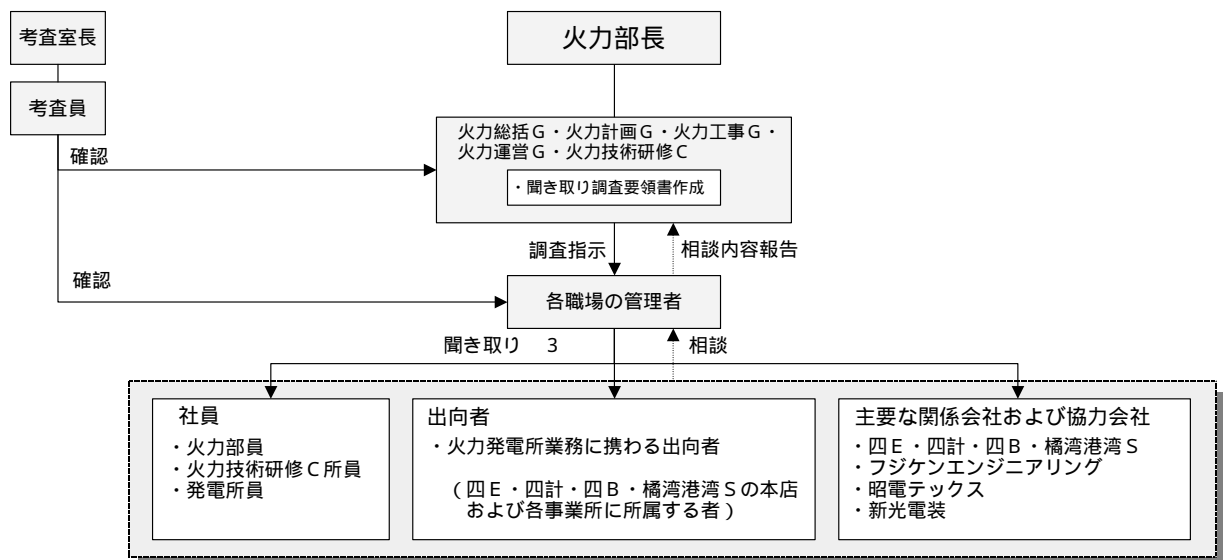 考査室長
火力部長
考査員
火力総括Ｇ・火力計画Ｇ・火力工事Ｇ・
火力運営Ｇ・火力技術研修Ｃ
・聞き取り調査要領書作成
確認
調査指示
相談内容報告
確認
各職場の管理者
聞き取り　３
相談
社員
・火力部員
・火力技術研修Ｃ所員
・発電所員
出向者
・火力発電所業務に携わる出向者
（四Ｅ・四計・四Ｂ・橘湾港湾Ｓの本店
および各事業所に所属する者）
主要な関係会社および協力会社
・四Ｅ・四計・四Ｂ・橘湾港湾Ｓ
・フジケンエンジニアリング
・昭電テックス
・新光電装